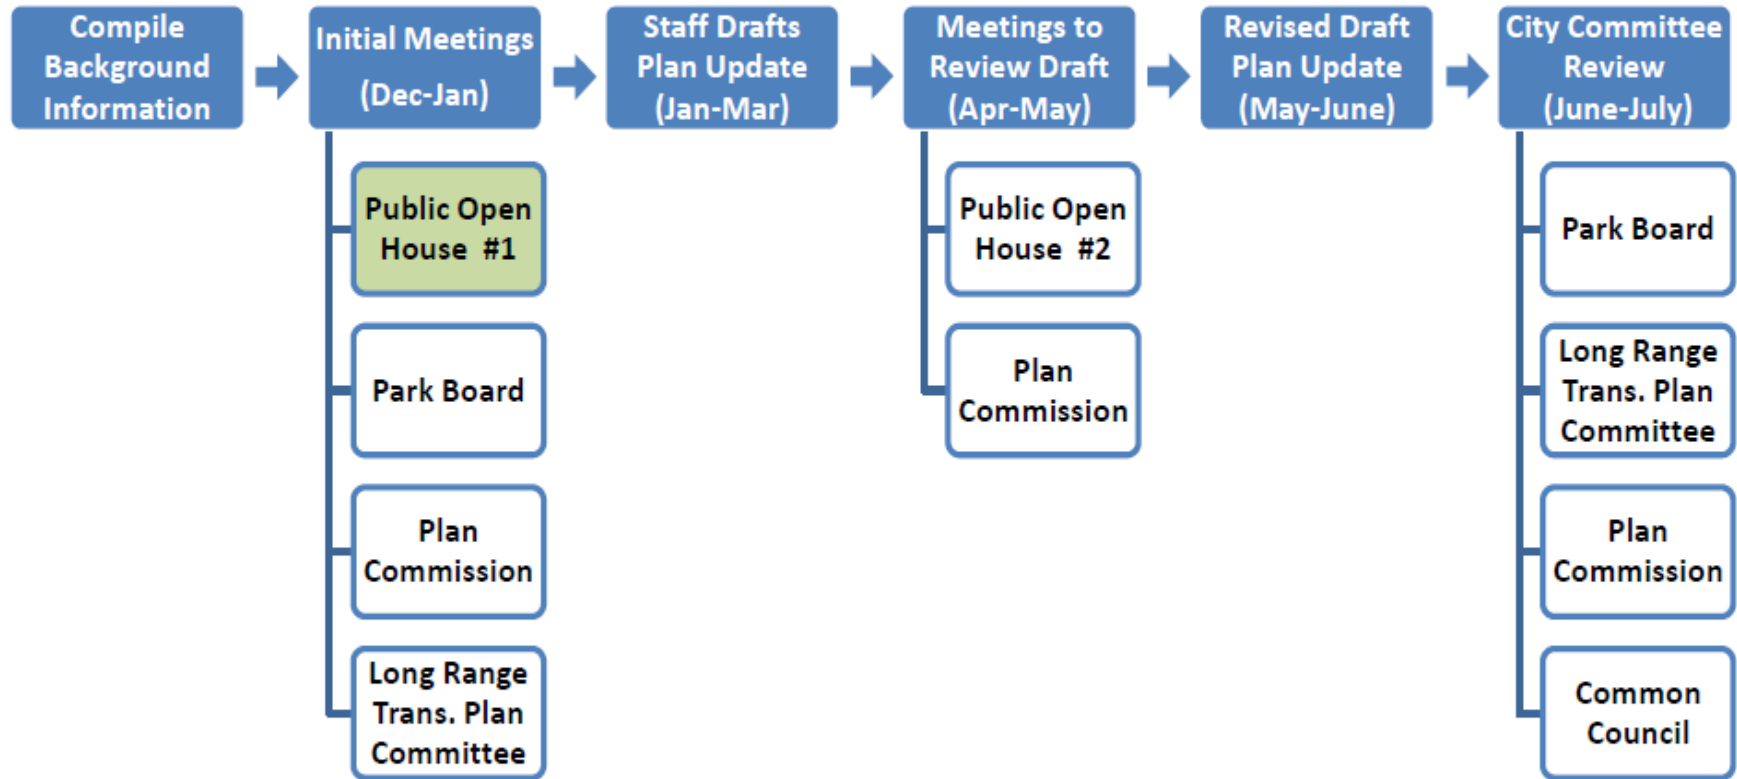 Compile
Background
Information
Initial Meetings
(Dec-Jan)
Staff Drafts
Plan Update
(Jan-Mar)
Meetings to
Review Draft
(Apr-May)
Revised Draft
Plan Update
(May-June)
City Committee
Review
(June-July)
Public Open
House #1
Park Board
Plan
Commission
Long Range
Trans. Plan
Committee
Public Open
House #2
Plan
Commission
Park Board
Long Range
Trans. Plan
Committee
Plan
Commission
Common
Council